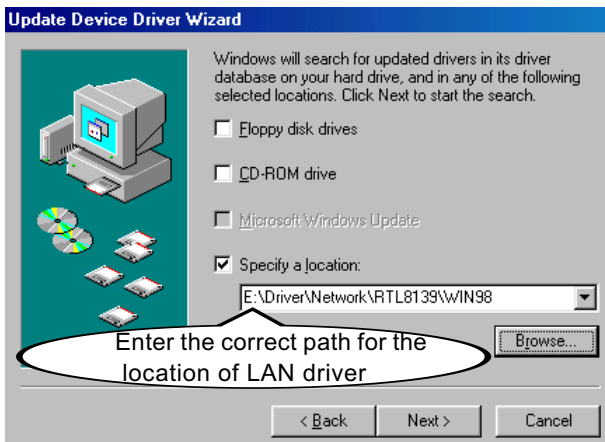 Update Device Driver Wizard
Windows will search for updated drivers in its driver
database on your hard drive, and in any of the following
selected locations. Click Next to start the search.
Floppy disk drives
CD-ROM drive
Microsoft Windows Update
Specify a location:
E:\Driver\Network\RTL8139\WIN98
Enter the correct path for the
location of LAN driver
Browse...
< Back
Next >
Cancel